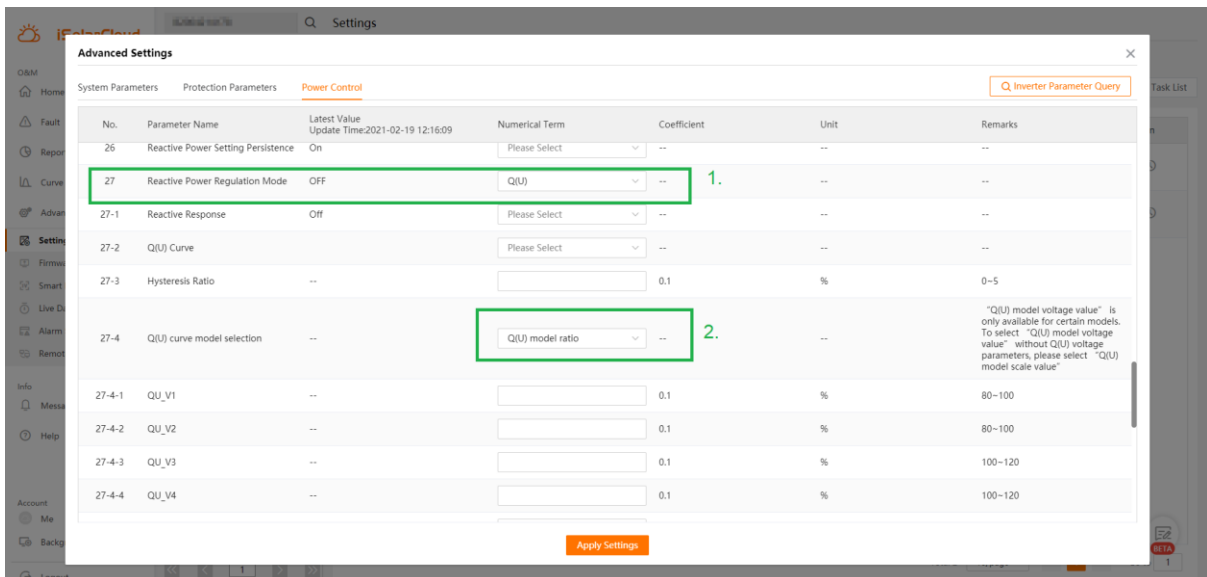 iSolarCloud
Settings
Advanced Settings
O&M
Home
System Parameters Protection Parameters Power Control
Inverter Parameter Query
Task List
Fault
No. Parameter Name Latest Value Numerical Term Coefficient Unit Remarks
Update Time:2021-02-19 12:16:09
26 Reactive Power Setting Persistence On Please Select -- -- --
Repor
27 Reactive Power Regulation Mode OFF Q(U) -- -- --
1.
Curve
27-1 Reactive Response Off Please Select -- -- --
Advan
27-2 Q(U) Curve Please Select -- -- --
Setting
Firmwa
27-3 Hysteresis Ratio -- 0.1 % 0~5
Smart
Live Da
27-4 Q(U) curve model selection -- Q(U) model ratio -- --
2.
"Q(U) model voltage value" is
only available for certain models.
To select "Q(U) model voltage
value" without Q(U) voltage
parameters, please select "Q(U)
model scale value"
Alarm
Remot
Info
27-4-1 QU_V1 -- 0.1 % 80~100
Messa
27-4-2 QU_V2 -- 0.1 % 80~100
Help
27-4-3 QU_V3 -- 0.1 % 100~120
27-4-4 QU_V4 -- 0.1 % 100~120
Account
Me
Backg
Apply Settings
BETA
1
1